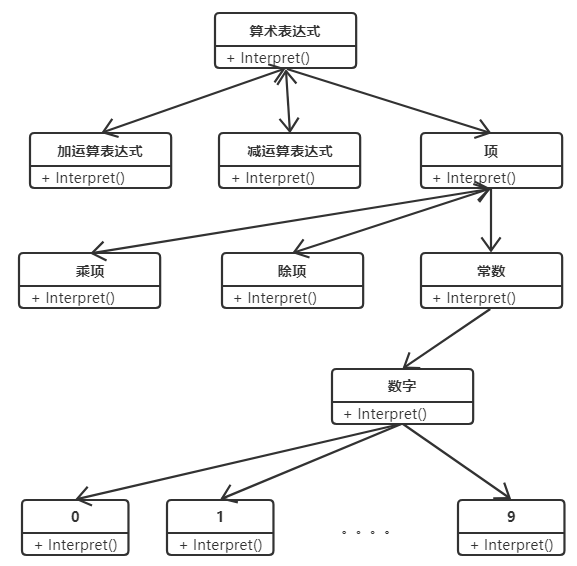 算术表达式
+ Interpret()
加运算表达式
+ Interpret()
减运算表达式
+ Interpret()
项
+ Interpret()
乘项
+ Interpret()
除项
+ Interpret()
常数
+ Interpret()
数字
+ Interpret()
0
+ Interpret()
1
+ Interpret()
。。。。
9
+ Interpret()